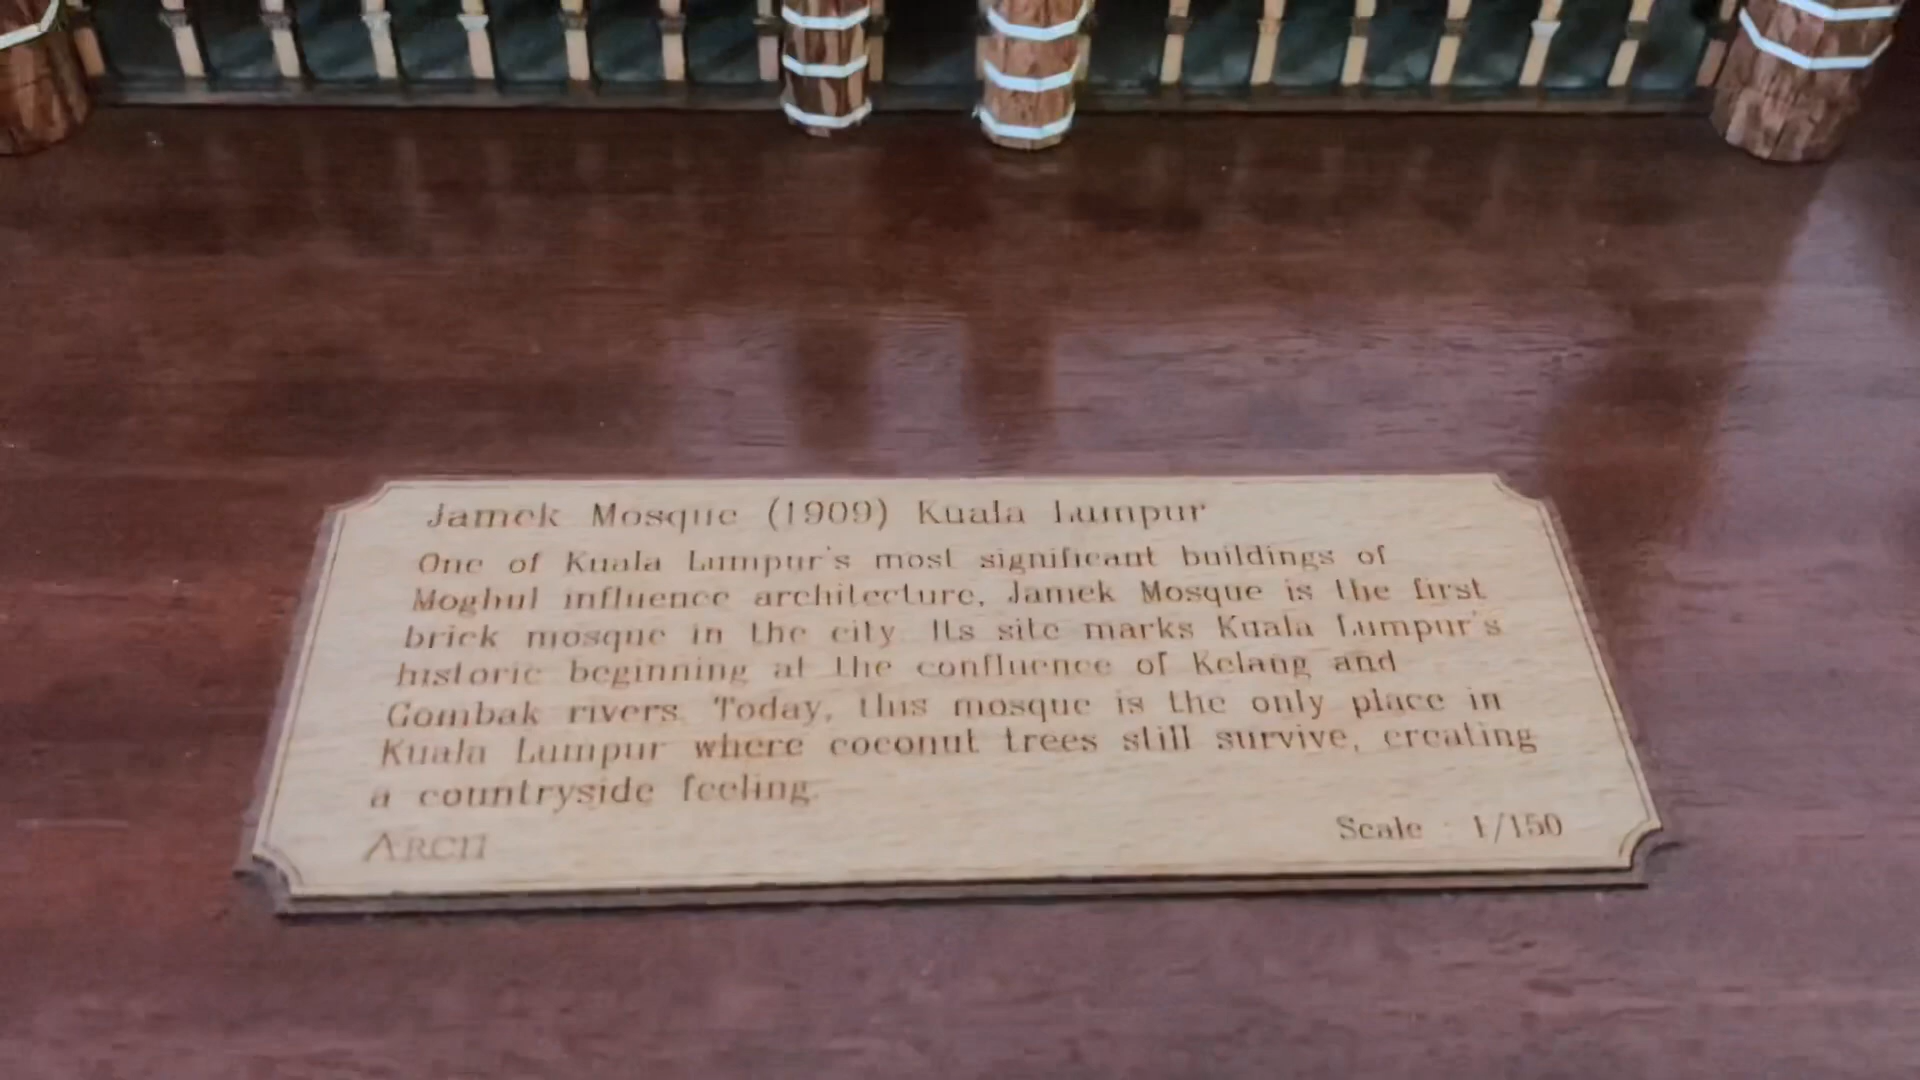 Jamek Mosque (1909) Kuala Lumpur
One of Kuala Lumpur's most significant buildings of
Moghul influence architecture, Jamek Mosque is the first
brick mosque in the city. Its site marks Kuala Lumpur's
historic beginning at the confluence of Kelang and
Gombak rivers. Today, this mosque is the only place in
Kuala Lumpur where coconut trees still survive, creating
a countryside feeling.
Scale : 1/150
ARCH